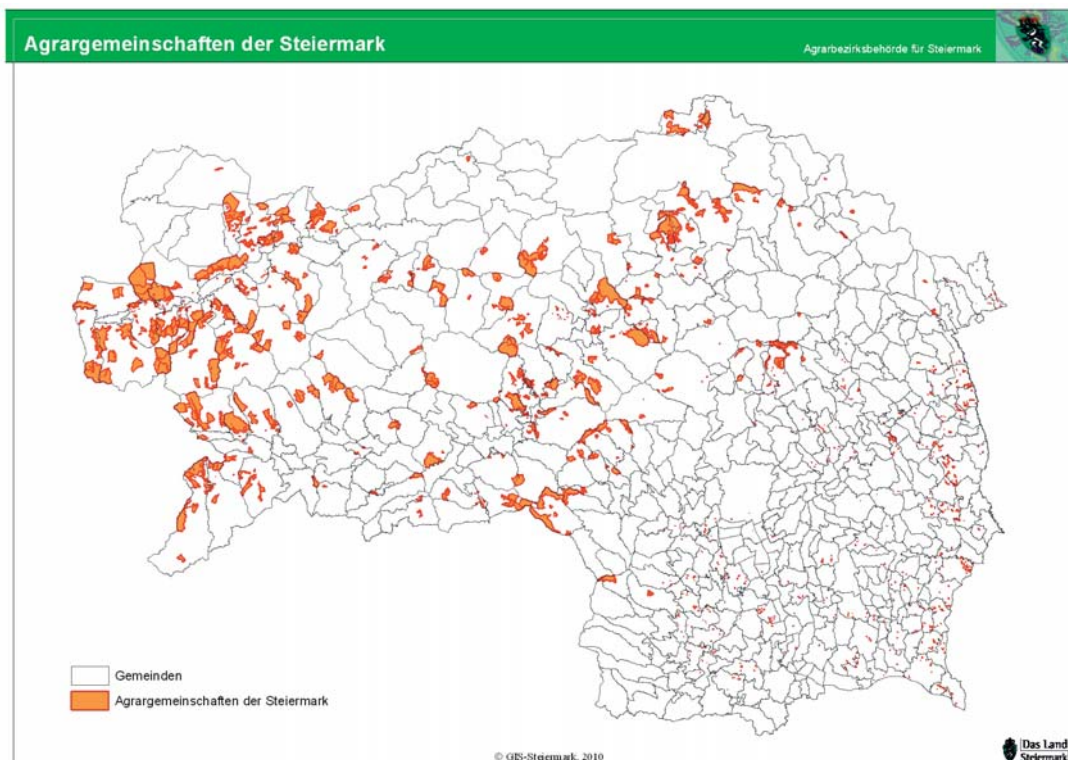 Agrargemeinschaften der Steiermark
Agrarbezirksbehörde für Steiermark
Gemeinden
Agrargemeinschaften der Steiermark
© GIS-Steiermark, 2010
Das Land
Steiermark